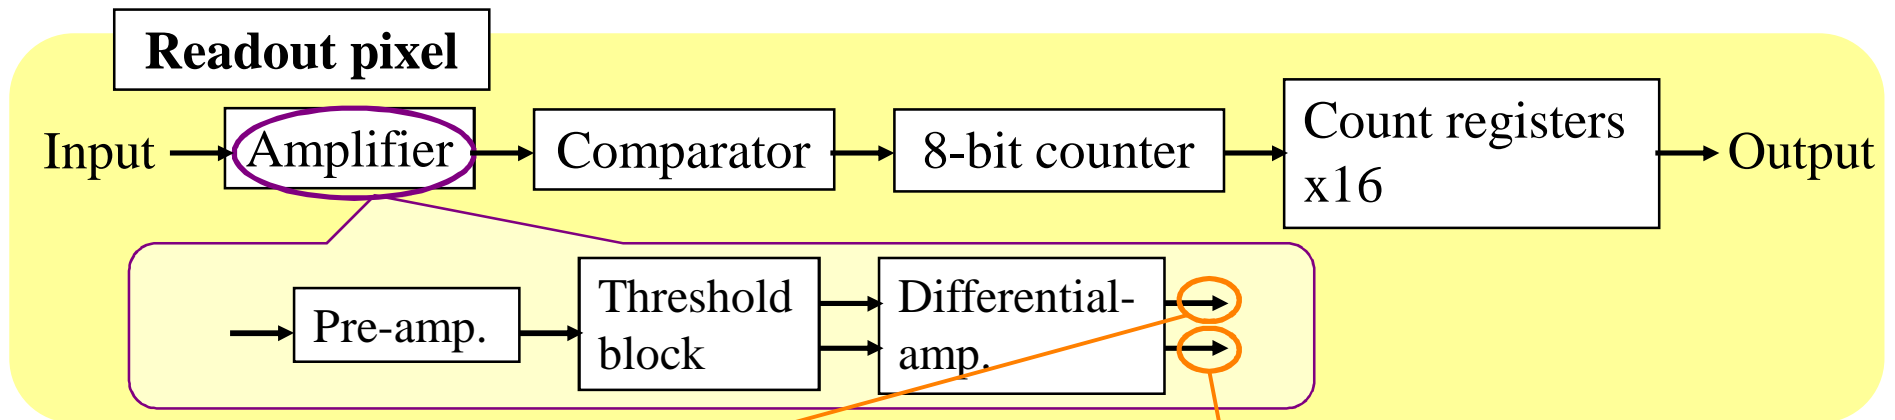 Readout pixel
Input
Amplifier
Comparator
8-bit counter
Count registers
x16
Output
Pre-amp.
Threshold
block
Differential-
amp.